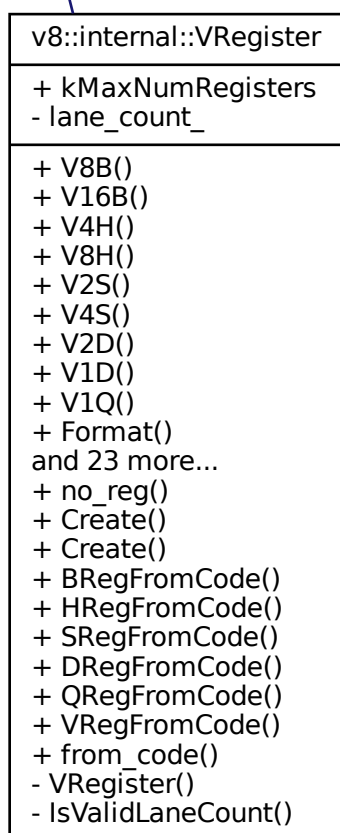 v8::internal::VRegister
+ kMaxNumRegisters
- lane_count_
+ V8B()
+ V16B()
+ V4H()
+ V8H()
+ V2S()
+ V4S()
+ V2D()
+ V1D()
+ V1Q()
+ Format()
and 23 more...
+ no_reg()
+ Create()
+ Create()
+ BRegFromCode()
+ HRegFromCode()
+ SRegFromCode()
+ DRegFromCode()
+ QRegFromCode()
+ VRegFromCode()
+ from_code()
- VRegister()
- IsValidLaneCount()